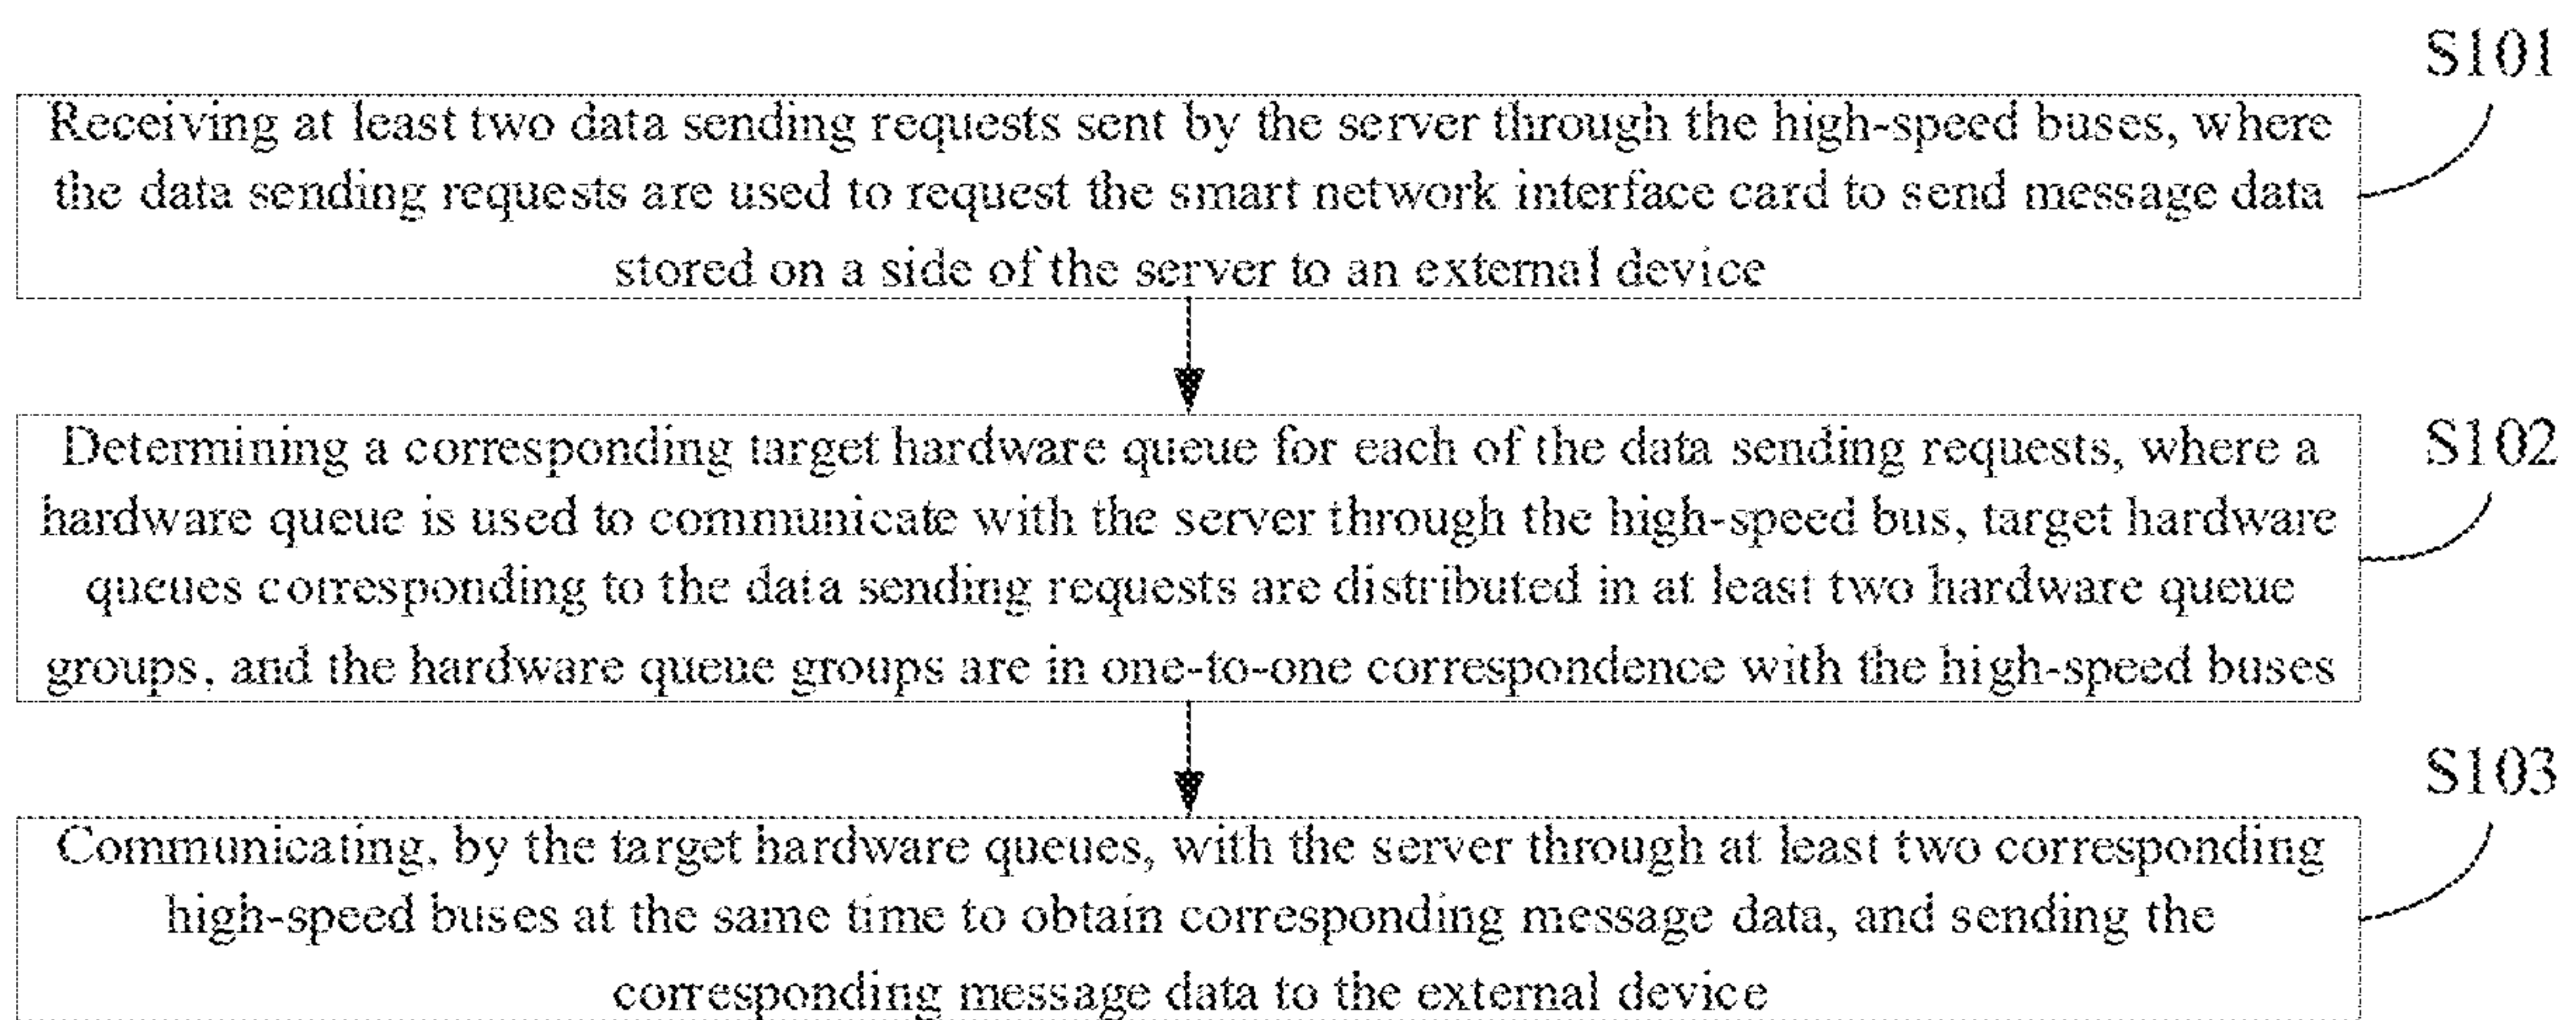 S101
Receiving at least two data sending requests sent by the server through the high-speed buses, where
the data sending requests are used to request the smart network interface card to send message data
stored on a side of the server to an external device
S102
Determining a corresponding target hardware queue for each of the data sending requests, where a
hardware queue is used to communicate with the server through the high-speed bus, target hardware
queues corresponding to the data sending requests are distributed in at least two hardware queue
groups, and the hardware queue groups are in one-to-one correspondence with the high-speed buses
S103
Communicating, by the target hardware queues, with the server through at least two corresponding
high-speed buses at the same time to obtain corresponding message data, and sending the
corresponding message data to the external device